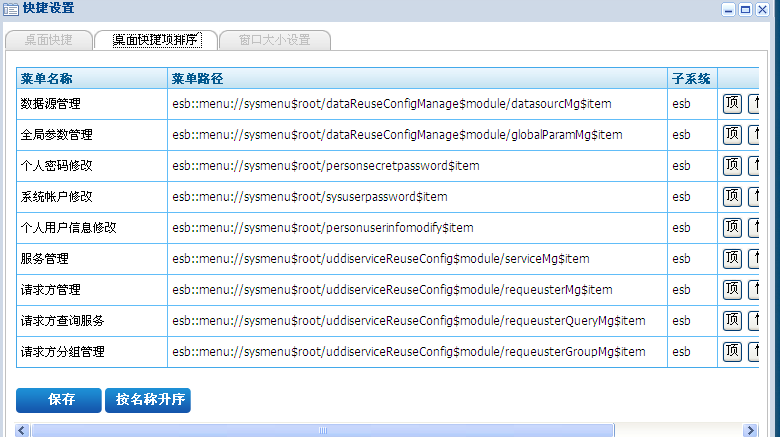 快捷设置
桌面快捷 桌面快捷项排序 窗口大小设置
菜单名称 菜单路径 子系统
数据源管理 esb::menu://sysmenu$root/dataReuseConfigManage$module/datasourcMg$item esb 顶
全局参数管理 esb::menu://sysmenu$root/dataReuseConfigManage$module/globalParamMg$item esb 顶
个人密码修改 esb::menu://sysmenu$root/personsecretpassword$item esb 顶
系统帐户修改 esb::menu://sysmenu$root/sysuserpassword$item esb 顶
个人用户信息修改 esb::menu://sysmenu$root/personuserinfomodify$item esb 顶
服务管理 esb::menu://sysmenu$root/uddiserviceReuseConfig$module/serviceMg$item esb 顶
请求方管理 esb::menu://sysmenu$root/uddiserviceReuseConfig$module/requeusterMg$item esb 顶
请求方查询服务 esb::menu://sysmenu$root/uddiserviceReuseConfig$module/requeusterQueryMg$item esb 顶
请求方分组管理 esb::menu://sysmenu$root/uddiserviceReuseConfig$module/requeusterGroupMg$item esb 顶
保存 按名称升序